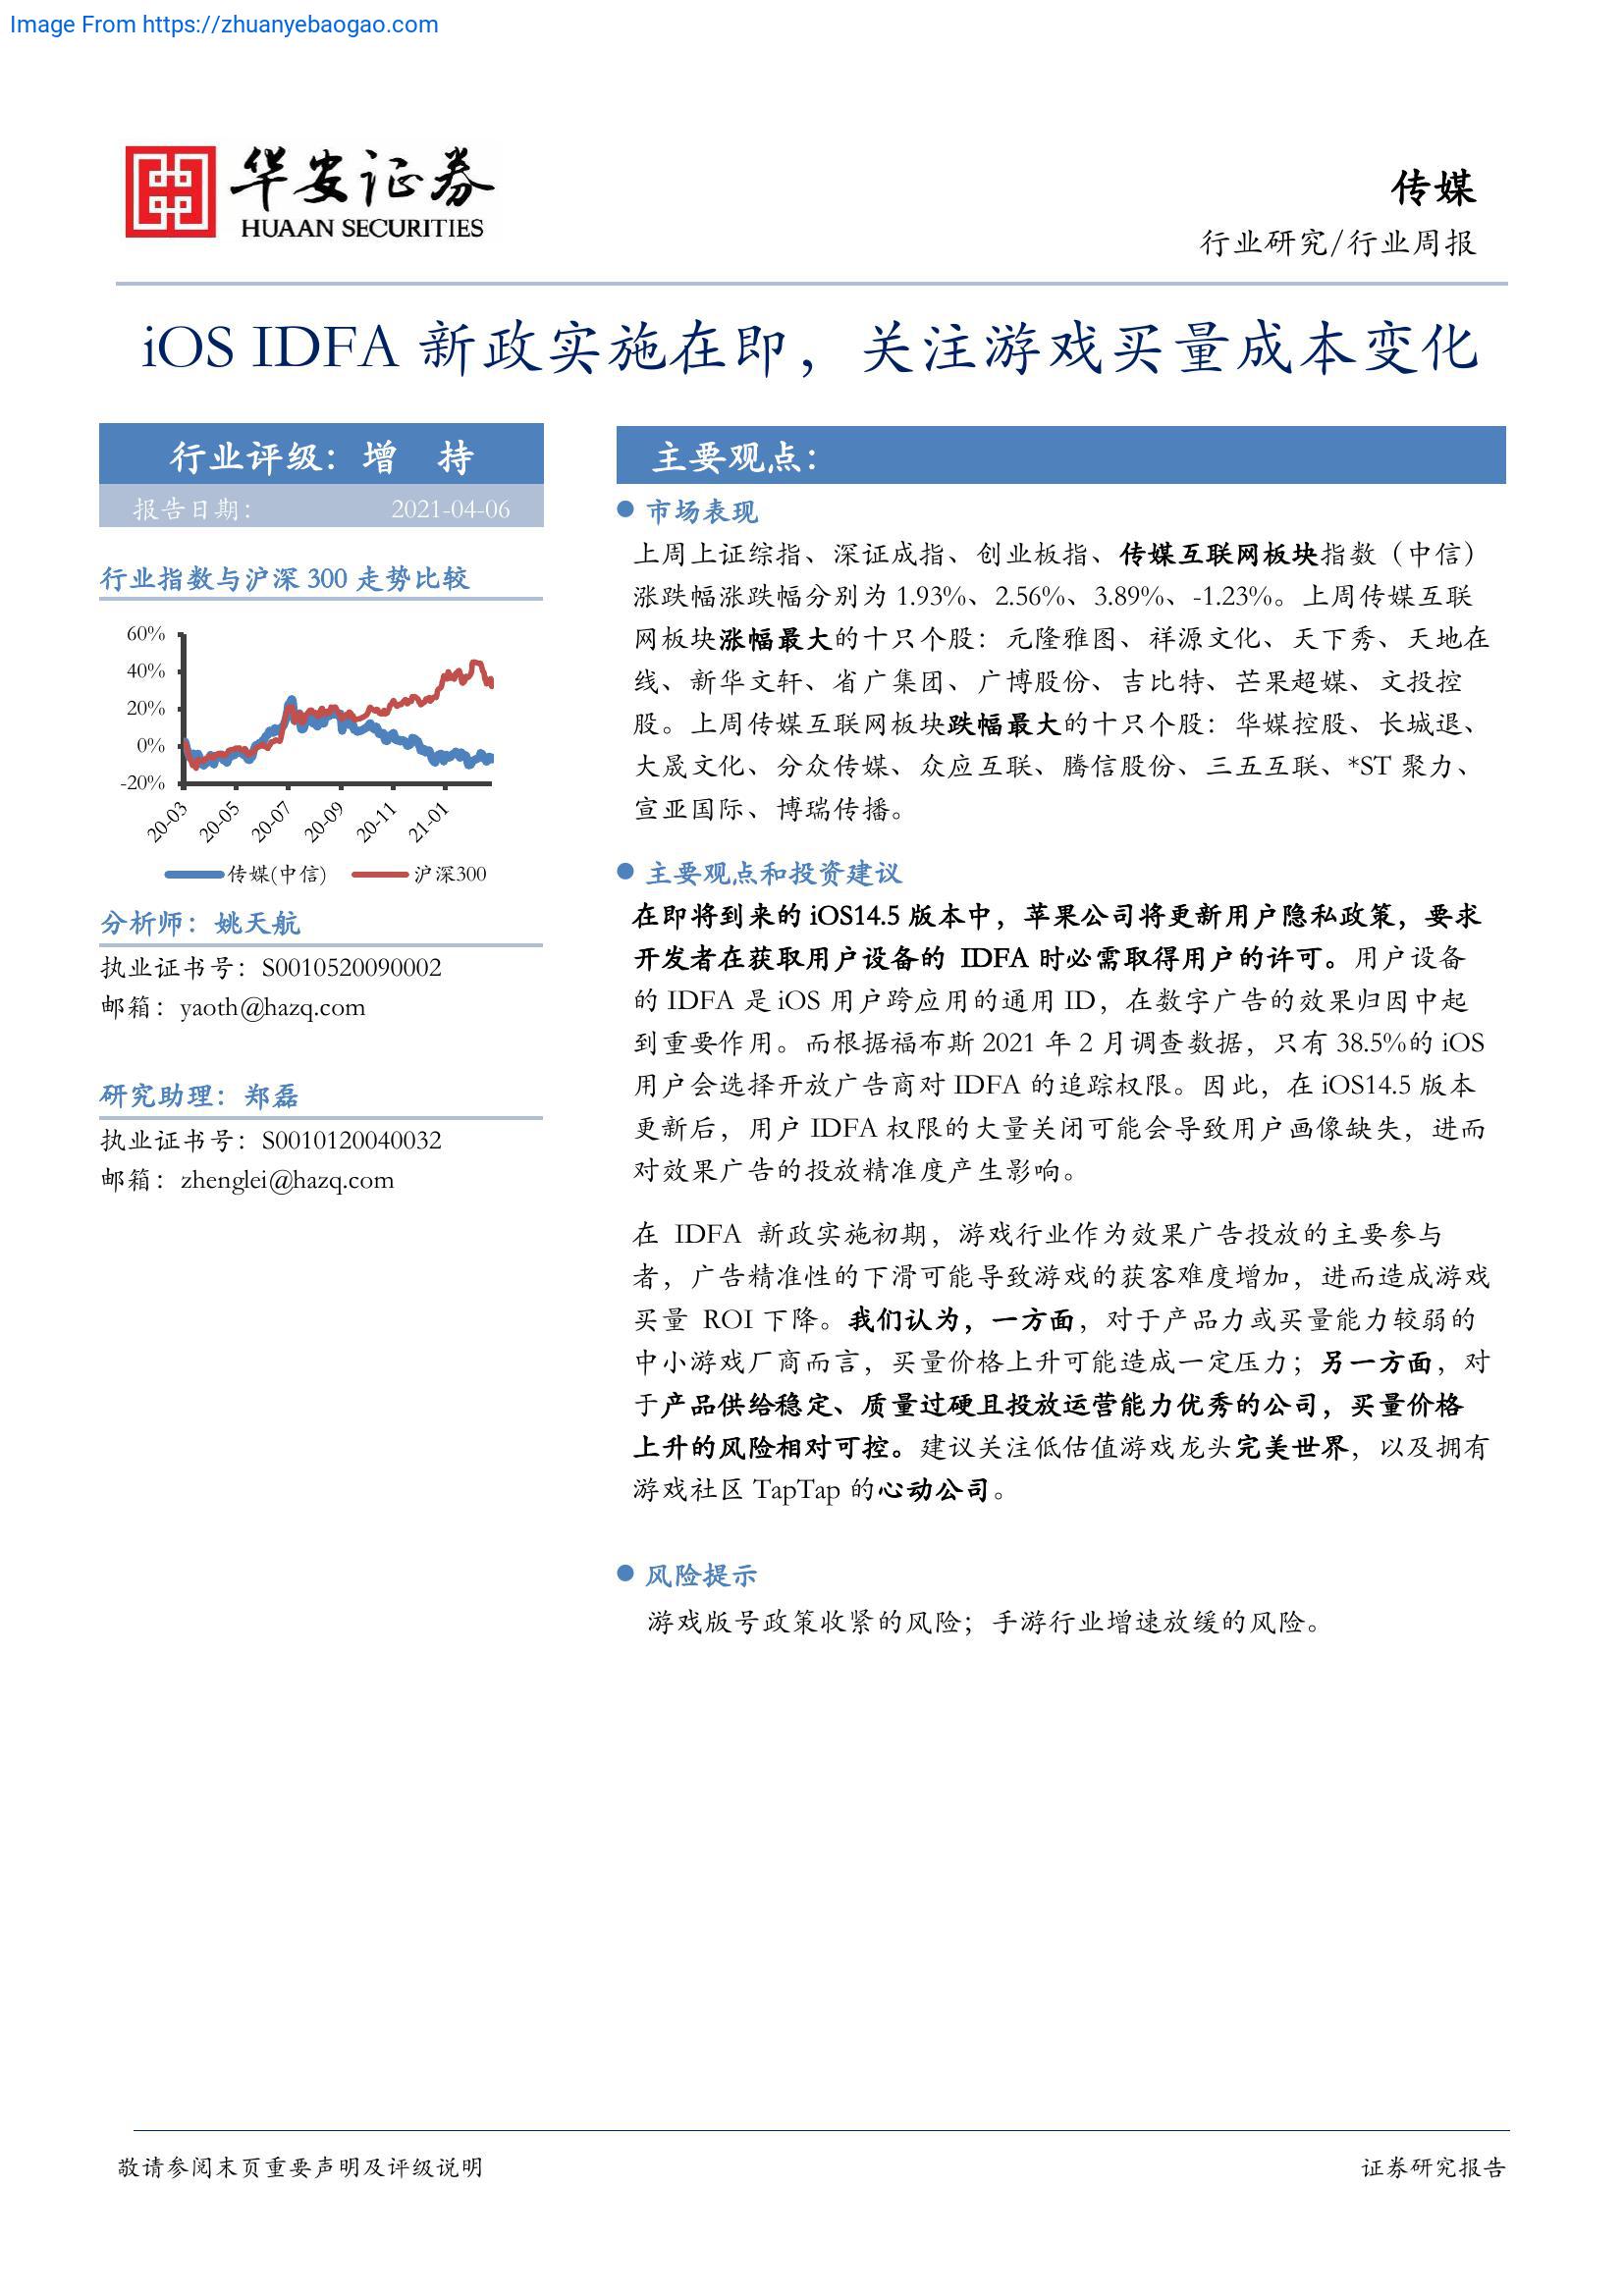 Image From https://zhuanyebaogao.com
华安证券
HUAAN SECURITIES
传媒
行业研究/行业周报
iOS IDFA 新政实施在即，关注游戏买量成本变化
行业评级：增 持
报告日期： 2021-04-06
行业指数与沪深 300 走势比较
60%
40%
20%
0%
-20%
20-03
20-05
20-07
20-09
20-11
21-01
传媒(中信) 沪深300
分析师：姚天航
执业证书号：S0010520090002
邮箱：yaoth@hazq.com
研究助理：郑磊
执业证书号：S0010120040032
邮箱：zhenglei@hazq.com
主要观点：
市场表现
上周上证综指、深证成指、创业板指、传媒互联网板块指数（中信）
涨跌幅涨跌幅分别为 1.93%、2.56%、3.89%、-1.23%。上周传媒互联
网板块涨幅最大的十只个股：元隆雅图、祥源文化、天下秀、天地在
线、新华文轩、省广集团、广博股份、吉比特、芒果超媒、文投控
股。上周传媒互联网板块跌幅最大的十只个股：华媒控股、长城退、
大晟文化、分众传媒、众应互联、腾信股份、三五互联、*ST 聚力、
宣亚国际、博瑞传播。
主要观点和投资建议
在即将到来的 iOS14.5 版本中，苹果公司将更新用户隐私政策，要求
开发者在获取用户设备的 IDFA 时必需取得用户的许可。用户设备
的 IDFA 是 iOS 用户跨应用的通用 ID，在数字广告的效果归因中起
到重要作用。而根据福布斯 2021 年 2 月调查数据，只有 38.5%的 iOS
用户会选择开放广告商对 IDFA 的追踪权限。因此，在 iOS14.5 版本
更新后，用户 IDFA 权限的大量关闭可能会导致用户画像缺失，进而
对效果广告的投放精准度产生影响。
在 IDFA 新政实施初期，游戏行业作为效果广告投放的主要参与
者，广告精准性的下滑可能导致游戏的获客难度增加，进而造成游戏
买量 ROI 下降。我们认为，一方面，对于产品力或买量能力较弱的
中小游戏厂商而言，买量价格上升可能造成一定压力；另一方面，对
于产品供给稳定、质量过硬且投放运营能力优秀的公司，买量价格
上升的风险相对可控。建议关注低估值游戏龙头完美世界，以及拥有
游戏社区 TapTap 的心动公司。
风险提示
游戏版号政策收紧的风险；手游行业增速放缓的风险。
敬请参阅末页重要声明及评级说明
证券研究报告